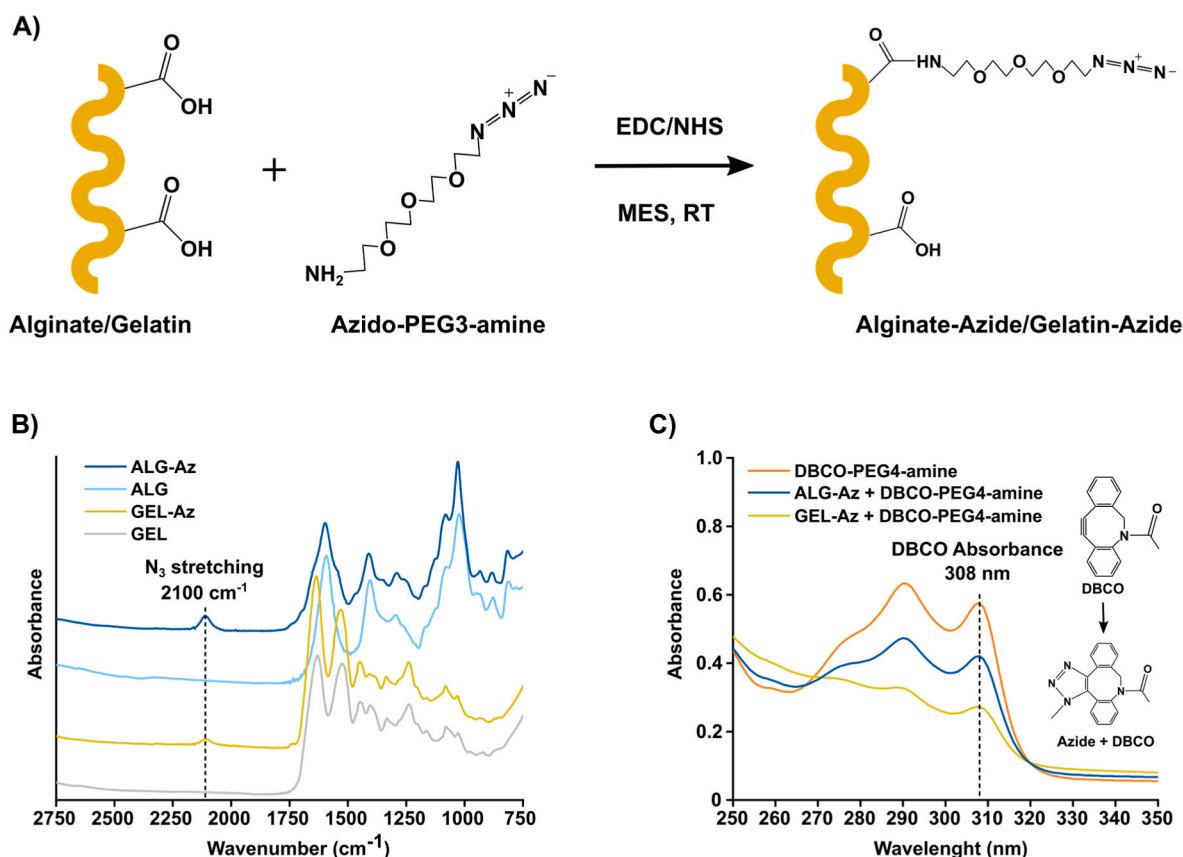 A)
O
OH
O
OH
+
NH₂
O
O
O
N=N=N
+
−
EDC/NHS
MES, RT
O
NH
O
O
O
N=N=N
+
−
O
OH
Alginate/Gelatin
Azido-PEG3-amine
Alginate-Azide/Gelatin-Azide
B)
ALG-Az
ALG
GEL-Az
GEL
N₃ stretching
2100 cm⁻¹
Absorbance
2750 2500 2250 2000 1750 1500 1250 1000 750
Wavenumber (cm⁻¹)
C)
1.0
0.8
0.6
0.4
0.2
0
Absorbance
DBCO-PEG4-amine
ALG-Az + DBCO-PEG4-amine
GEL-Az + DBCO-PEG4-amine
DBCO Absorbance
308 nm
N
O
DBCO
N
N
N
N
O
Azide + DBCO
250 260 270 280 290 300 310 320 330 340 350
Wavelenght (nm)